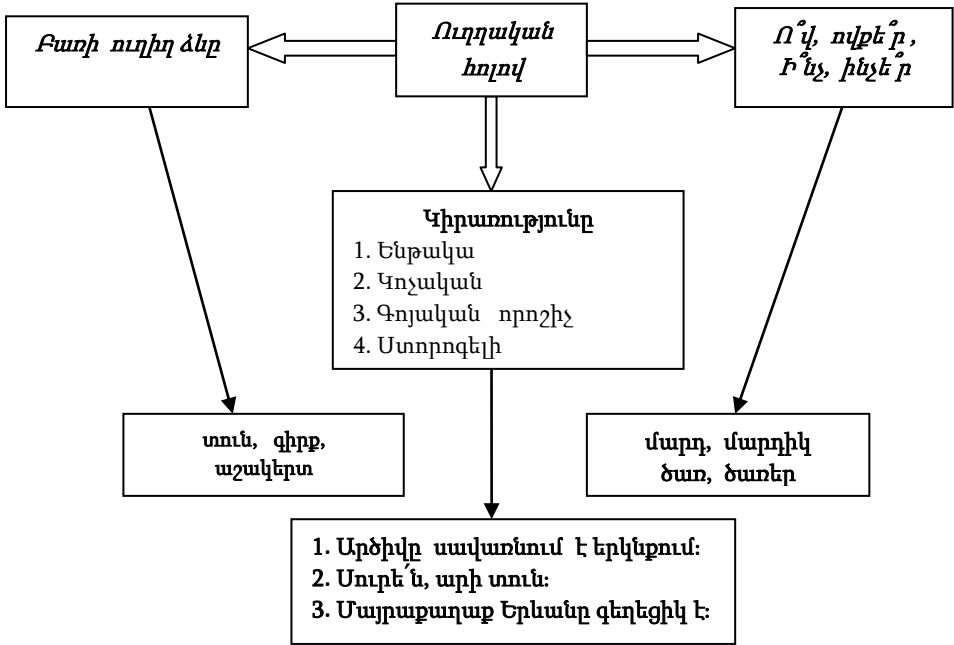 Բառի ուղիղ ձևը
Ուղղական
հոլով
Ո՞վ, ովքե՞ր,
Ի՞նչ, ինչե՞ր
Կիրառությունը
1. Ենթակա
2. Կոչական
3. Գոյական որոշիչ
4. Ստորոգելի
տուն, գիրք,
աշակերտ
մարդ, մարդիկ
ծառ, ծառեր
1. Արծիվը սավառնում է երկնքում:
2. Սուրե՛ն, արի տուն:
3. Մայրաքաղաք Երևանը գեղեցիկ է: